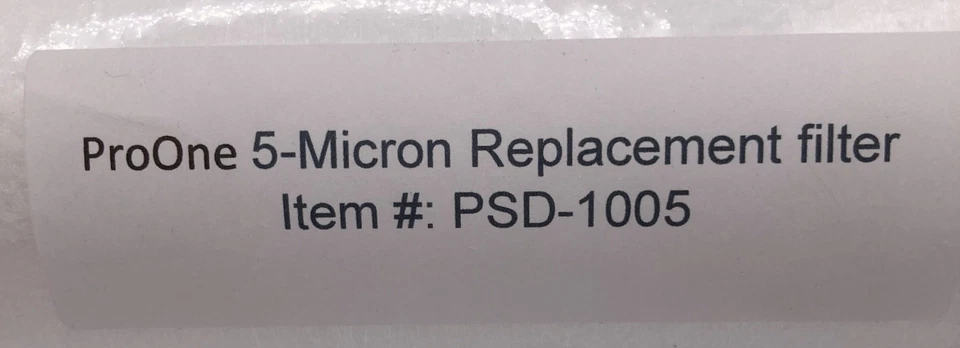 ProOne 5-Micron Replacement filter
Item #: PSD-1005